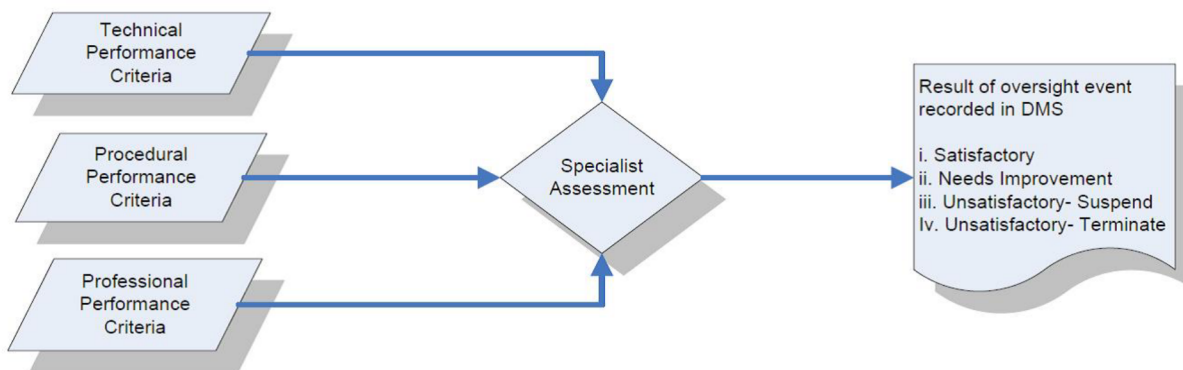 Technical
Performance
Criteria
Procedural
Performance
Criteria
Professional
Performance
Criteria
Specialist
Assessment
Result of oversight event
recorded in DMS
i. Satisfactory
ii. Needs Improvement
iii. Unsatisfactory- Suspend
Iv. Unsatisfactory- Terminate